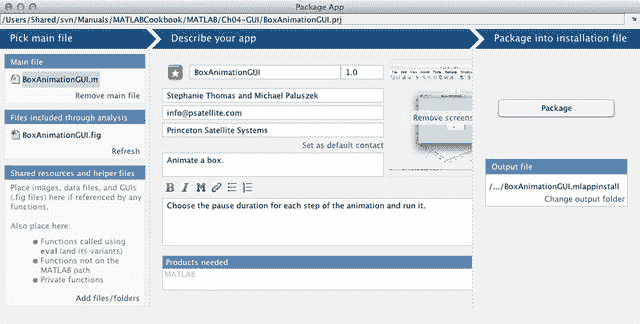 Package App
/Users/Shared/svn/Manuals/MATLABCookbook/MATLAB/Ch04-GUI/BoxAnimationGUI.prj
Pick main file
Main file
BoxAnimationGUI.m
Remove main file
Files included through analysis
BoxAnimationGUI.fig
Refresh
Shared resources and helper files
Place images, data files, and GUIs
(.fig files) here if referenced by any
functions.
Also place here:
Functions called using
eval (and its variants)
Functions not on the
MATLAB path
Private functions
Add files/folders
Describe your app
BoxAnimationGUI
1.0
Stephanie Thomas and Michael Paluszek
info@psatellite.com
Princeton Satellite Systems
Set as default contact
Remove screens
Animate a box.
B I M
Choose the pause duration for each step of the animation and run it.
Products needed
MATLAB
Package into installation file
Package
Output file
/.../BoxAnimationGUI.mlappinstall
Change output folder